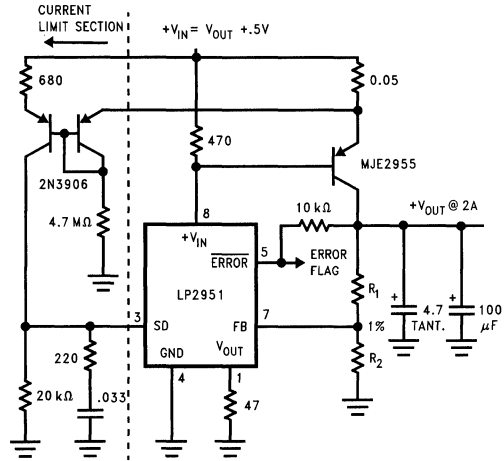 CURRENT
LIMIT SECTION
+VIN = VOUT +.5V
680
0.05
470
2N3906
MJE2955
4.7 MΩ
10 kΩ
+VOUT @ 2A
8
+VIN
5
ERROR
ERROR
FLAG
LP2951
R1
4.7
TANT.
100
μF
3
SD
FB
7
1%
220
GND
VOUT
R2
20 kΩ
.033
4
1
47